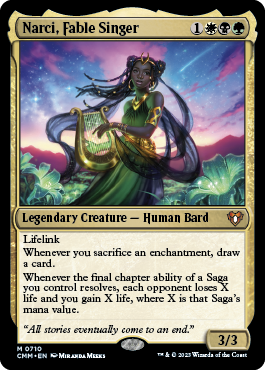 Narci, Fable Singer 1
Legendary Creature — Human Bard
Lifelink
Whenever you sacrifice an enchantment, draw
a card.
Whenever the final chapter ability of a Saga
you control resolves, each opponent loses X
life and you gain X life, where X is that Saga's
mana value.
“All stories eventually come to an end.”
3/3
M 0710
CMM • EN Miranda Meeks ™ & © 2023 Wizards of the Coast